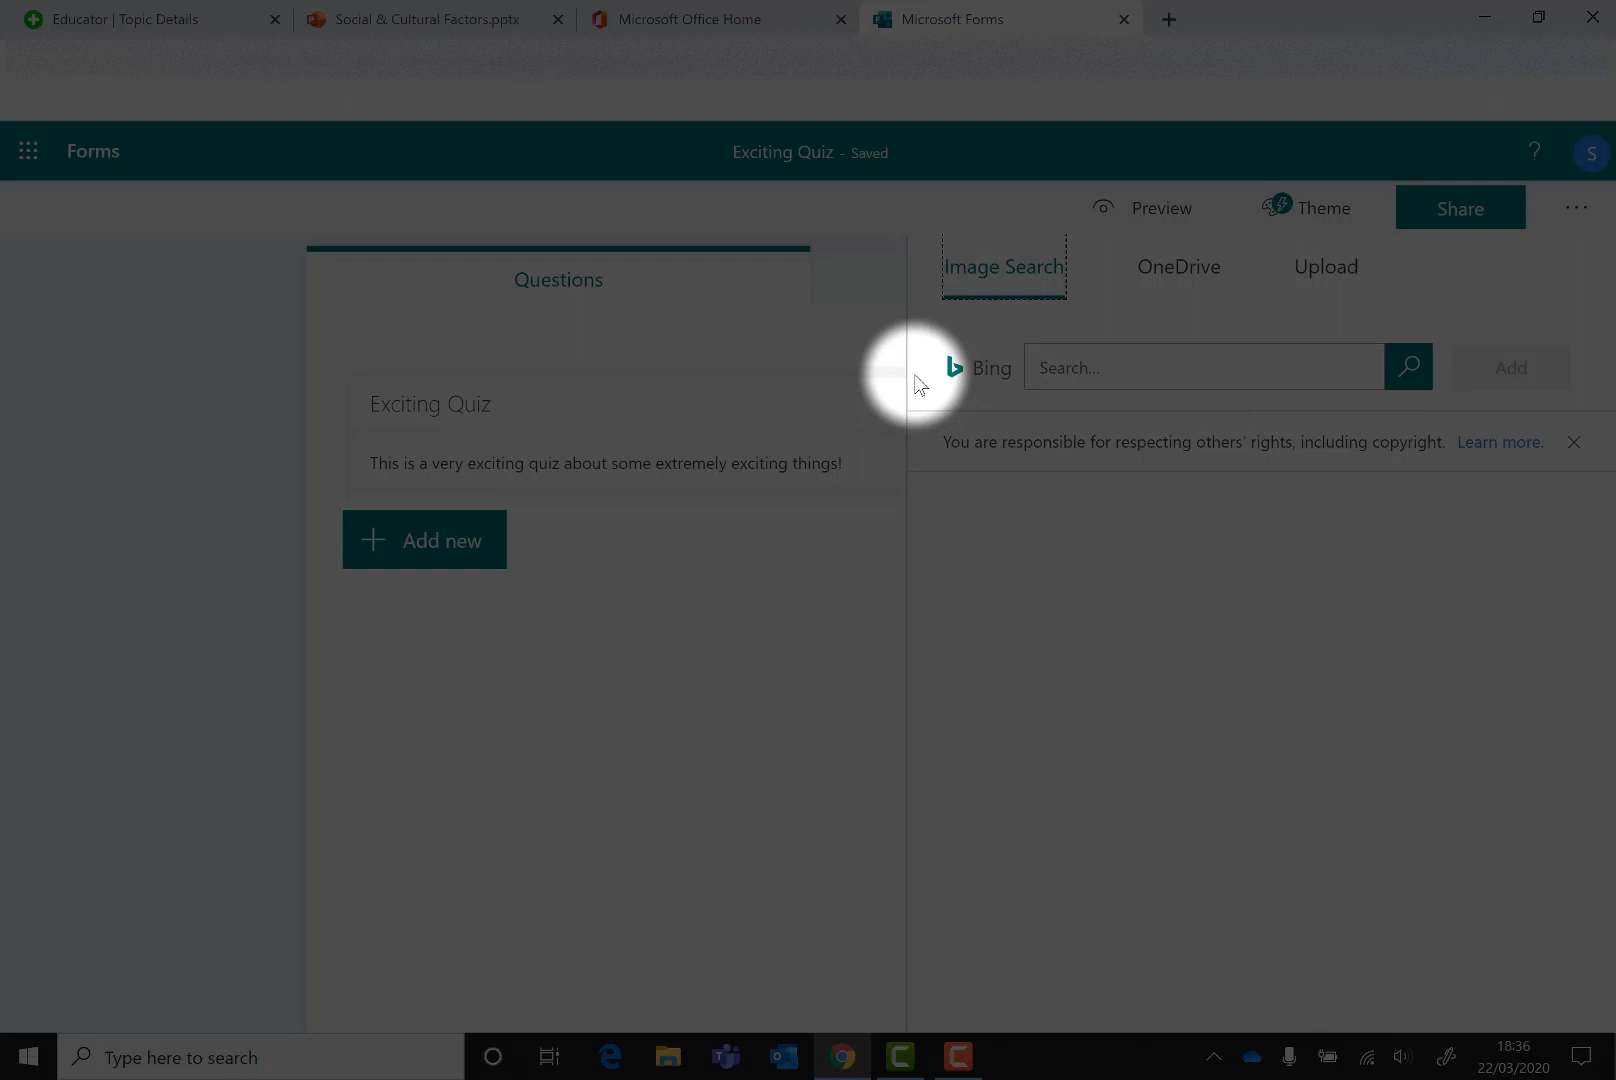 Educator | Topic Details
Social & Cultural Factors.pptx
Microsoft Office Home
Microsoft Forms
Forms
Exciting Quiz - Saved
?
S
Preview
Theme
Share
Questions
Image Search
OneDrive
Upload
Bing
Search...
Add
Exciting Quiz
You are responsible for respecting others' rights, including copyright. Learn more.
This is a very exciting quiz about some extremely exciting things!
Add new
Type here to search
18:36
22/03/2020